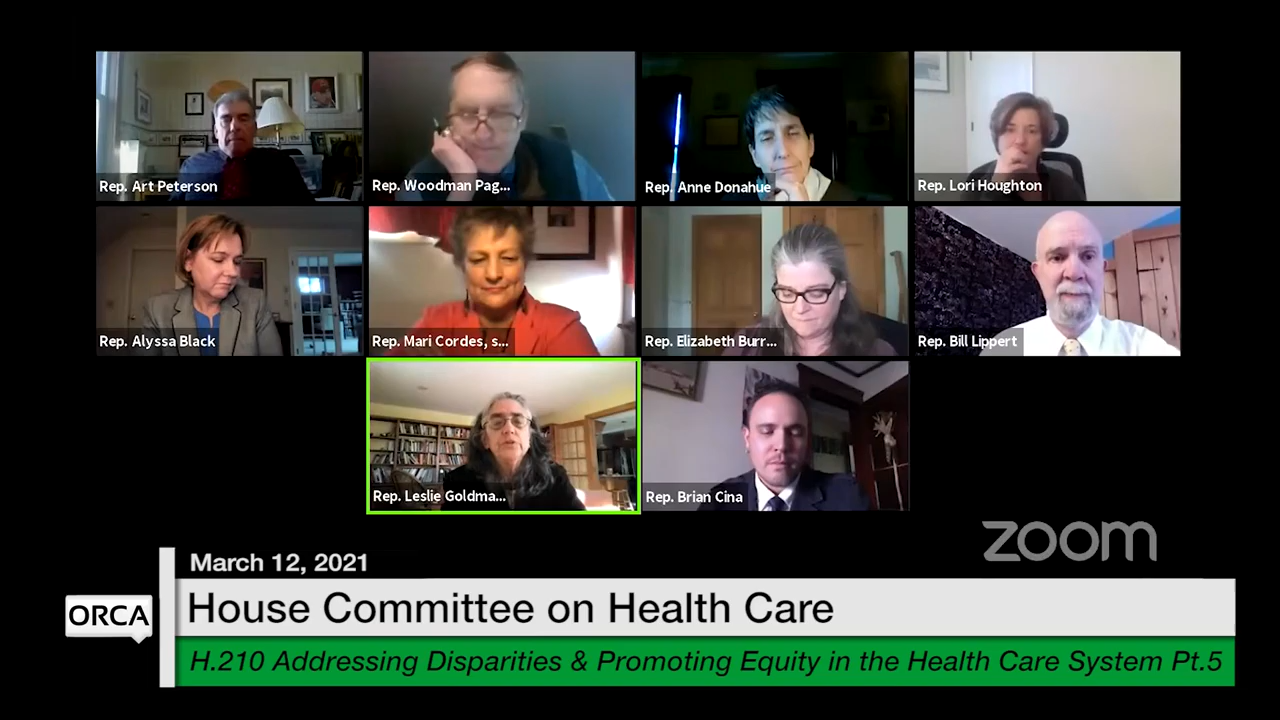 Rep. Art Peterson
Rep. Woodman Pag...
Rep. Anne Donahue
Rep. Lori Houghton
Rep. Alyssa Black
Rep. Mari Cordes, s...
Rep. Elizabeth Burr...
Rep. Bill Lippert
Rep. Leslie Goldma...
Rep. Brian Cina
zoom
March 12, 2021
ORCA
House Committee on Health Care
H.210 Addressing Disparities & Promoting Equity in the Health Care System Pt.5